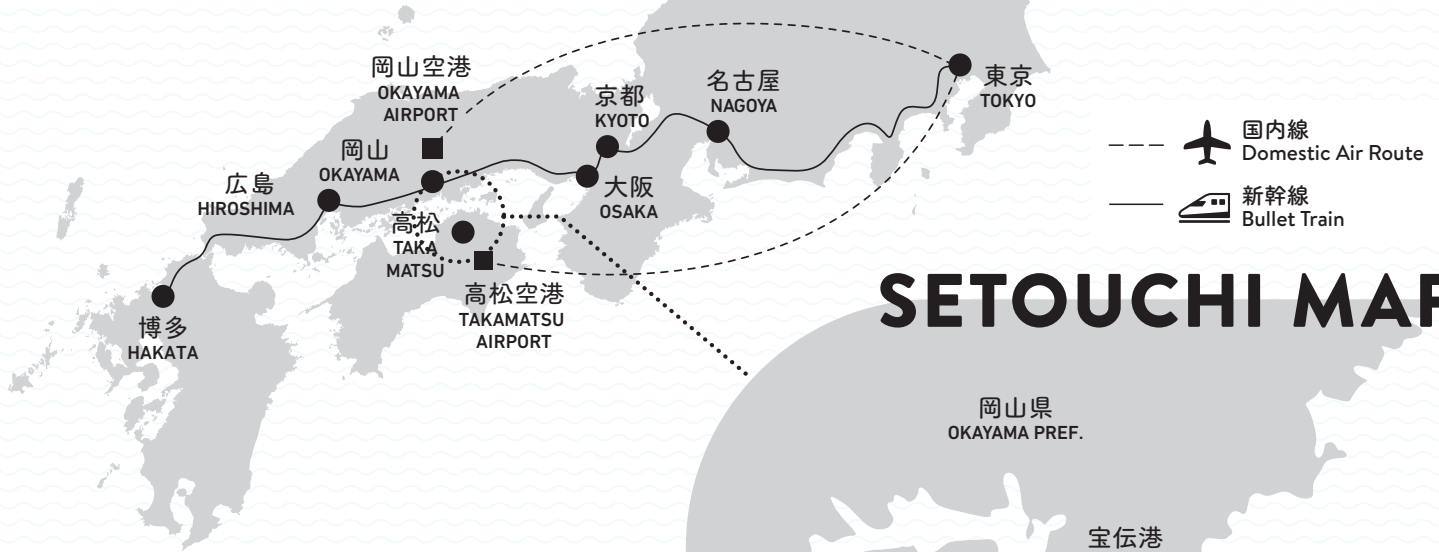 岡山空港
OKAYAMA
AIRPORT
京都
KYOTO
名古屋
NAGOYA
東京
TOKYO
岡山
OKAYAMA
広島
HIROSHIMA
大阪
OSAKA
高松
TAKA
MATSU
高松空港
TAKAMATSU
AIRPORT
博多
HAKATA
国内線
Domestic Air Route
新幹線
Bullet Train
SETOUCHI MAP
岡山県
OKAYAMA PREF.
宝伝港